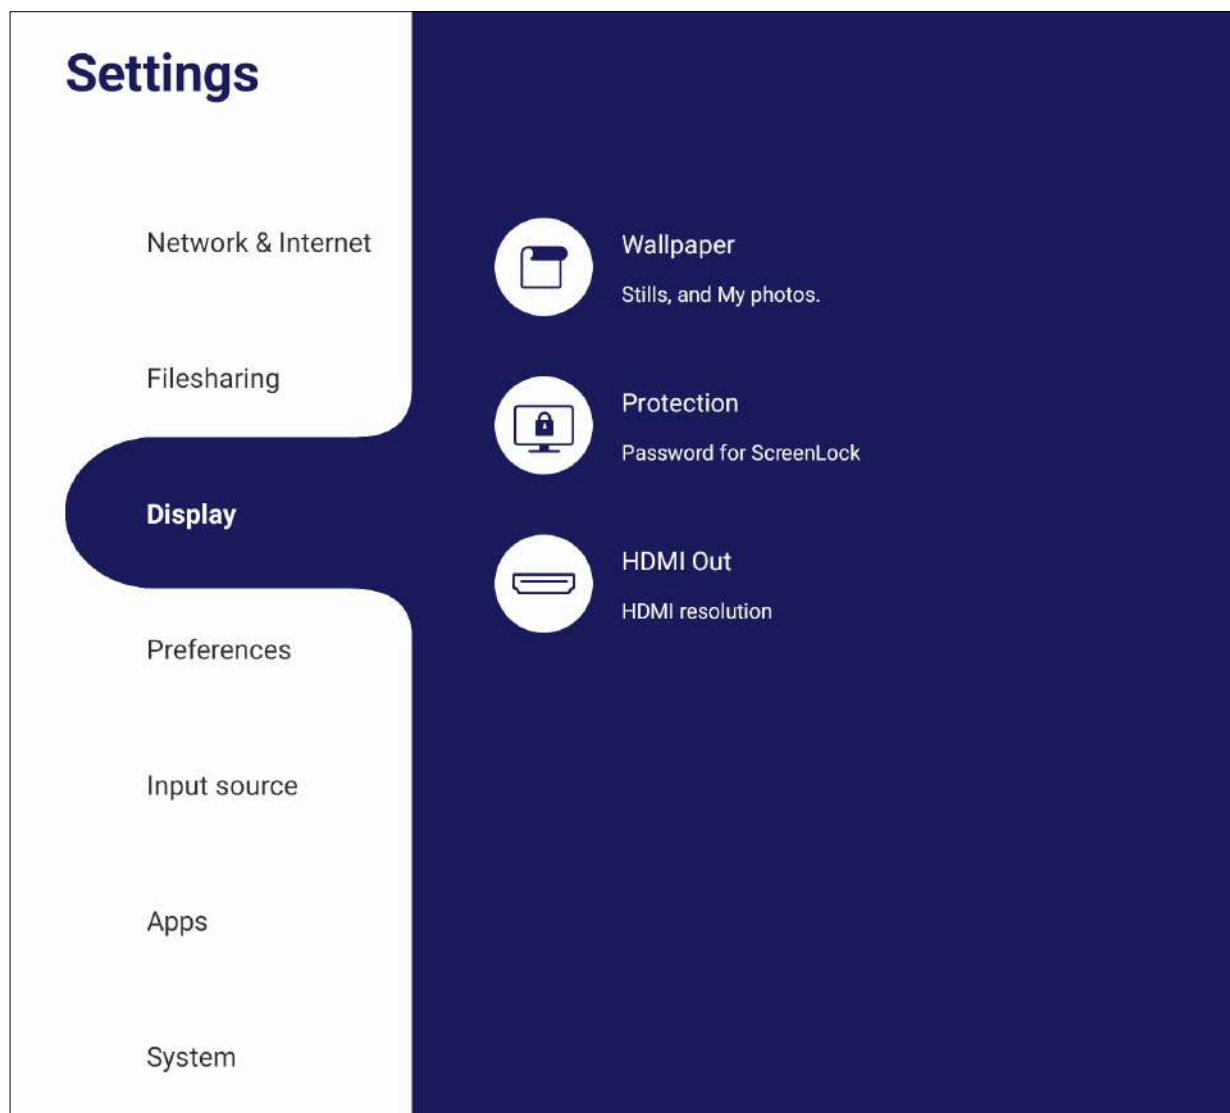 Settings
Network & Internet
Filesharing
Display
Preferences
Input source
Apps
System
Wallpaper
Stills, and My photos.
Protection
Password for ScreenLock
HDMI Out
HDMI resolution